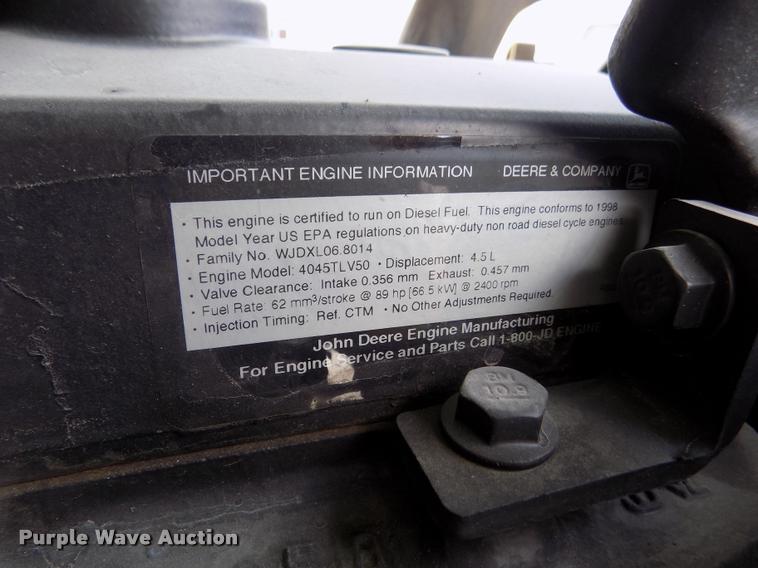 IMPORTANT ENGINE INFORMATION DEERE & COMPANY
• This engine is certified to run on Diesel Fuel. This engine conforms to 1998
Model Year US EPA regulations on heavy-duty non road diesel cycle engines.
• Family No. WJDXL06.8014
• Engine Model: 4045TLV50 • Displacement: 4.5 L
• Valve Clearance: Intake 0.356 mm Exhaust: 0.457 mm
• Fuel Rate: 62 mm³/stroke @ 89 hp [66.5 kW] @ 2400 rpm
• Injection Timing: Ref. CTM • No Other Adjustments Required.
John Deere Engine Manufacturing
For Engine Service and Parts Call 1-800-JD ENGINE
10.9
Purple Wave Auction